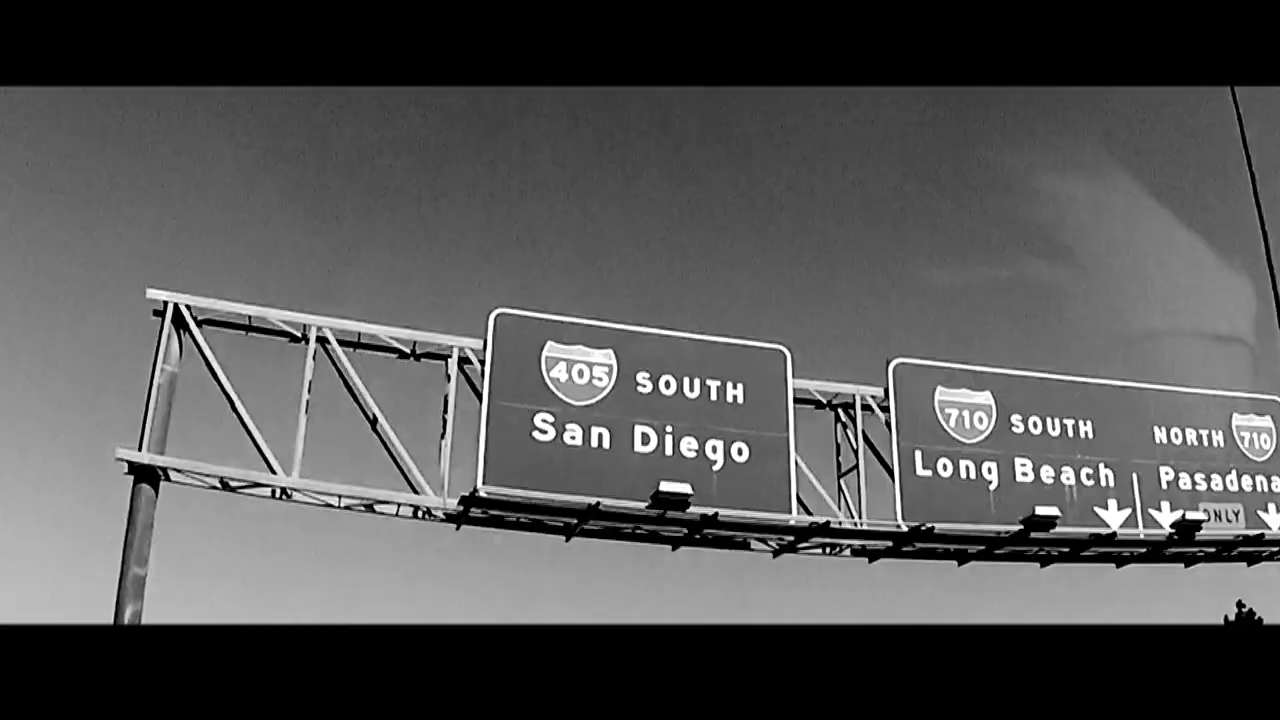 405 SOUTH
San Diego
710 SOUTH
Long Beach
NORTH 710
Pasadena
ONLY